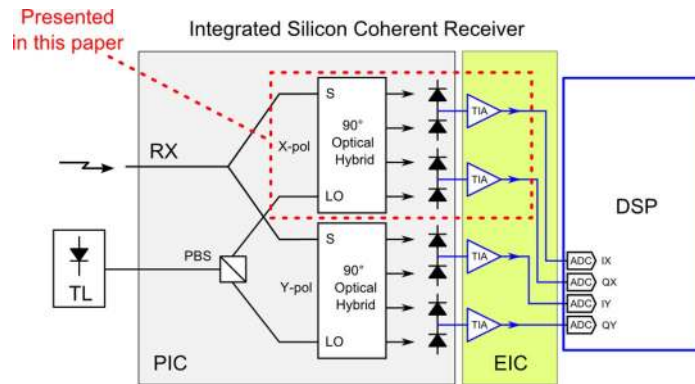 Presented
in this paper
Integrated Silicon Coherent Receiver
RX
TL
PBS
S
X-pol
90°
Optical
Hybrid
LO
S
Y-pol
90°
Optical
Hybrid
LO
PIC
TIA
TIA
TIA
TIA
EIC
DSP
ADC IX
ADC QX
ADC IY
ADC QY